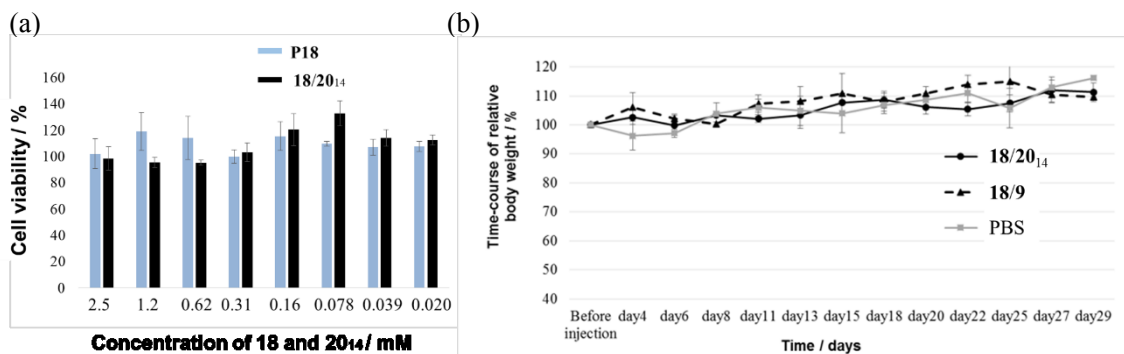 (a)
P18
18/20₁₄
160
140
120
100
80
60
40
20
0
Cell viability / %
2.5 1.2 0.62 0.31 0.16 0.078 0.039 0.020
Concentration of 18 and 20₁₄ / mM
(b)
120
110
100
90
80
70
60
50
40
Time-course of relative
body weight / %
18/20₁₄
18/9
PBS
Before injection day4 day6 day8 day11 day13 day15 day18 day20 day22 day25 day27 day29
Time / days